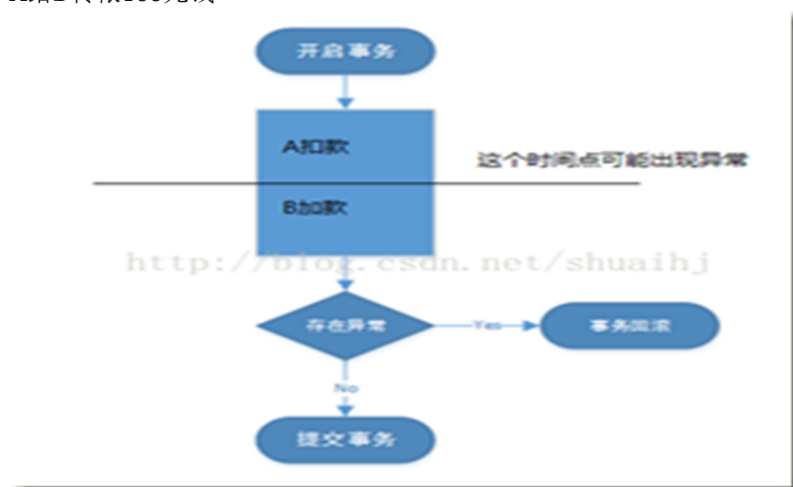 开启事务
A扣款
这个时间点可能出现异常
B加款
http://blog.csdn.net/shuaihj
存在异常
Yes
事务回滚
No
提交事务